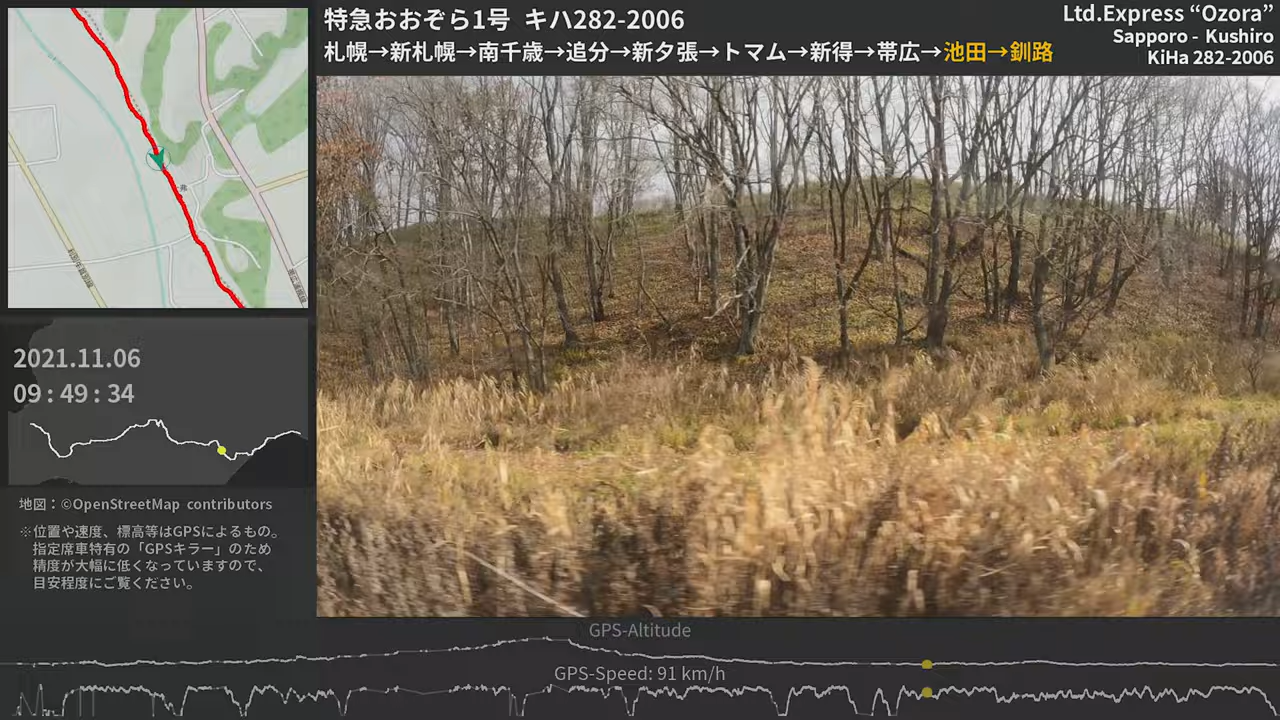 特急おおぞら1号 キハ282-2006
札幌→新札幌→南千歳→追分→新夕張→トマム→新得→帯広→池田→釧路
Ltd.Express “Ozora”
Sapporo - Kushiro
KiHa 282-2006
2021.11.06
09:49:34
地図：©OpenStreetMap contributors
※位置や速度、標高等はGPSによるもの。
指定席車特有の「GPSキラー」のため
精度が大幅に低くなっていますので、
目安程度にご覧ください。
GPS-Altitude
GPS-Speed: 91 km/h